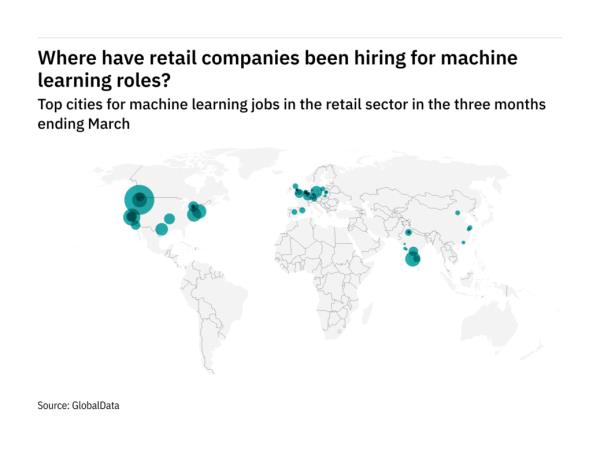 Where have retail companies been hiring for machine
learning roles?
Top cities for machine learning jobs in the retail sector in the three months
ending March
Source: GlobalData